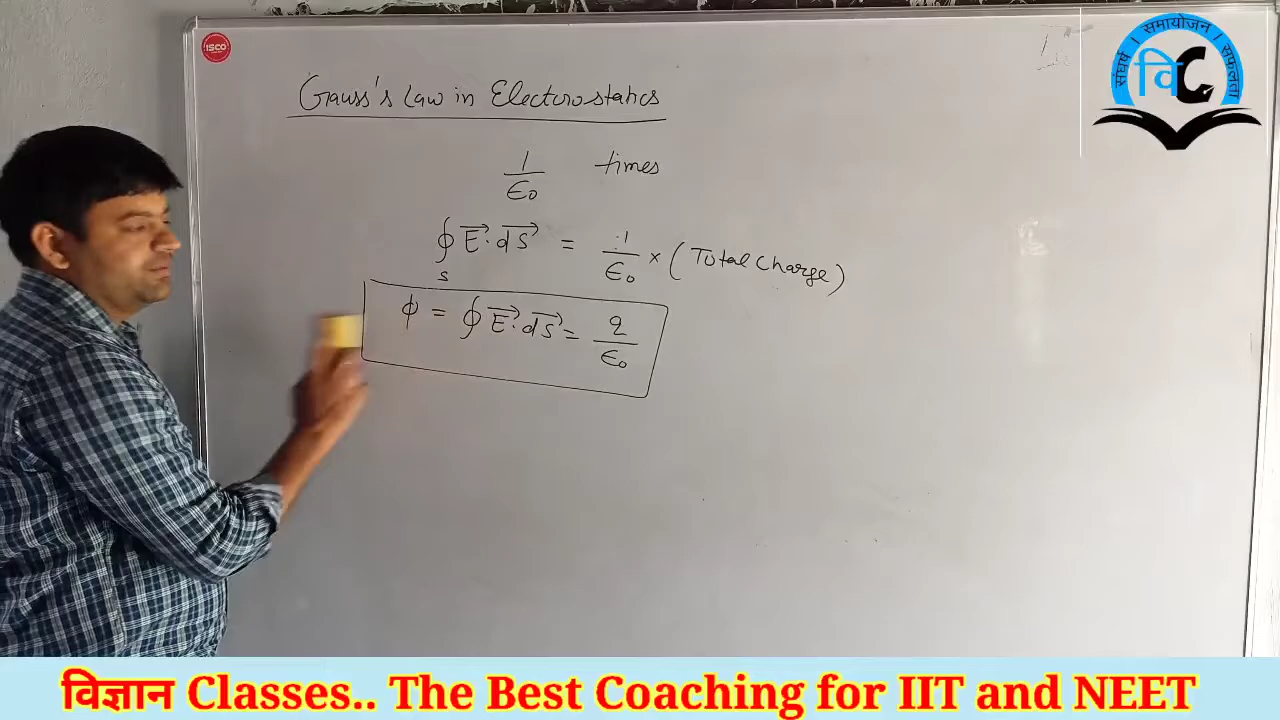 ISCO
संघर्ष । समायोजन । सफलता
वि C
Gauss's Law in Electrostatics
1/ϵ₀ times
∮ₛ E⃗·dS⃗ = 1/ϵ₀ × (Total Charge)
ϕ = ∮ E⃗·dS⃗ = q/ϵ₀
विज्ञान Classes.. The Best Coaching for IIT and NEET